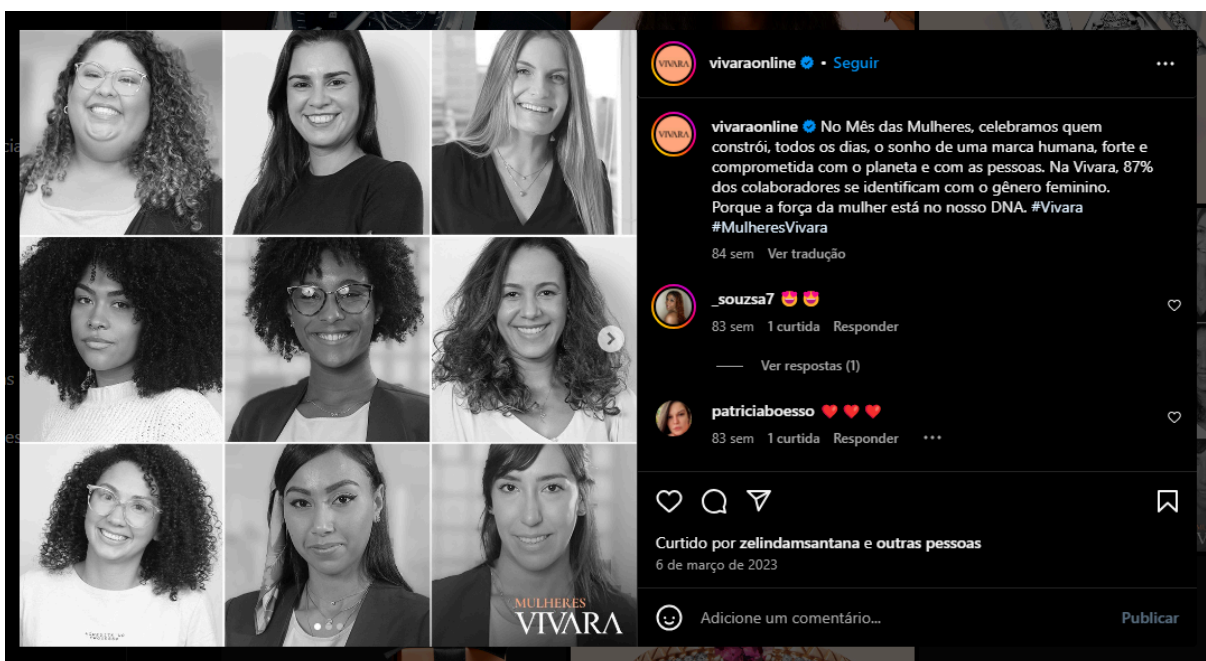 VIVARA
vivaraonline • Seguir
VIVARA
vivaraonline No Mês das Mulheres, celebramos quem
constrói, todos os dias, o sonho de uma marca humana, forte e
comprometida com o planeta e com as pessoas. Na Vivara, 87%
dos colaboradores se identificam com o gênero feminino.
Porque a força da mulher está no nosso DNA. #Vivara
#MulheresVivara
84 sem Ver tradução
_souzsa7
83 sem 1 curtida Responder
Ver respostas (1)
patriciaboesso
83 sem 1 curtida Responder
MULHERES
VIVARA
Curtido por zelindamsantana e outras pessoas
6 de março de 2023
Adicione um comentário...
Publicar